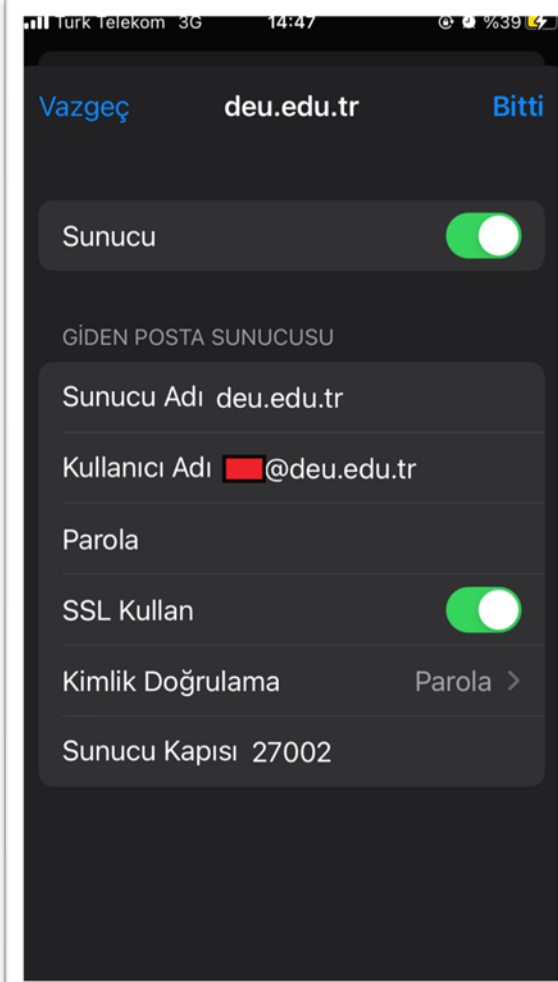 Türk Telekom 3G 14:47 %39
Vazgeç deu.edu.tr Bitti
Sunucu
GİDEN POSTA SUNUCUSU
Sunucu Adı deu.edu.tr
Kullanıcı Adı @deu.edu.tr
Parola
SSL Kullan
Kimlik Doğrulama Parola
Sunucu Kapısı 27002